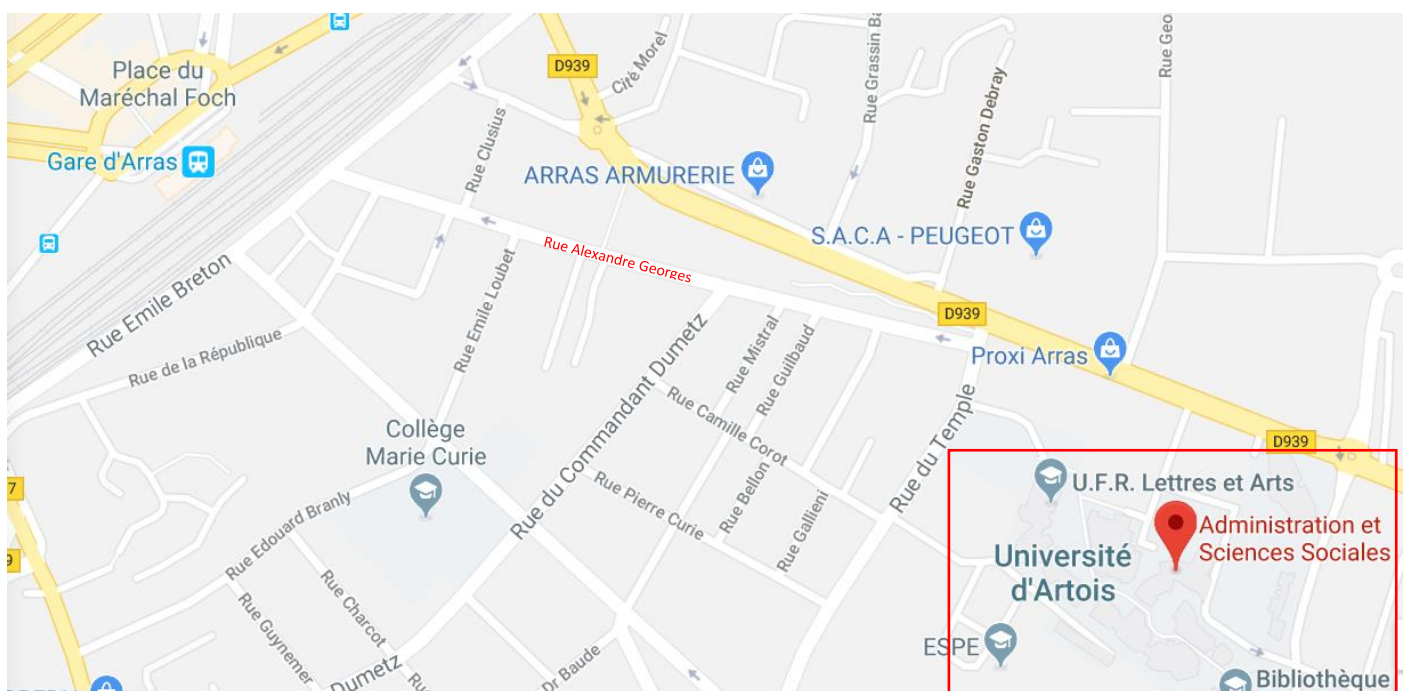 Place du
Maréchal Foch
Gare d'Arras
D939
Cité Morel
Rue Grassin Ba
Rue Geo
Rue Gaston Debray
Rue Clusius
ARRAS ARMURERIE
S.A.C.A - PEUGEOT
Rue Alexandre Georges
Rue Emile Breton
Rue Emile Loubet
D939
Proxi Arras
Rue de la République
Rue Mistral
Rue Guilbaud
Rue du Commandant Dumetz
Rue Camille Corot
Rue du Temple
Collège
Marie Curie
D939
7
U.F.R. Lettres et Arts
Rue Pierre Curie
Rue Bellon
Rue Gallieni
Rue Edouard Branly
Administration et
Sciences Sociales
Université
d'Artois
9
Rue Guynemer
Rue Charcot
ESPE
Dumetz
Ru
Dr Baude
Bibliothèque